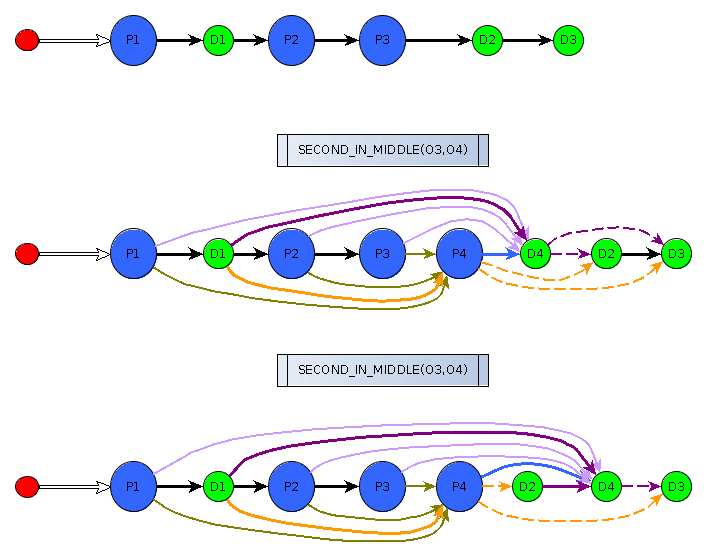 P1 D1 P2 P3 D2 D3
SECOND_IN_MIDDLE(O3,O4)
P1 D1 P2 P3 P4 D4 D2 D3
SECOND_IN_MIDDLE(O3,O4)
P1 D1 P2 P3 P4 D2 D4 D3